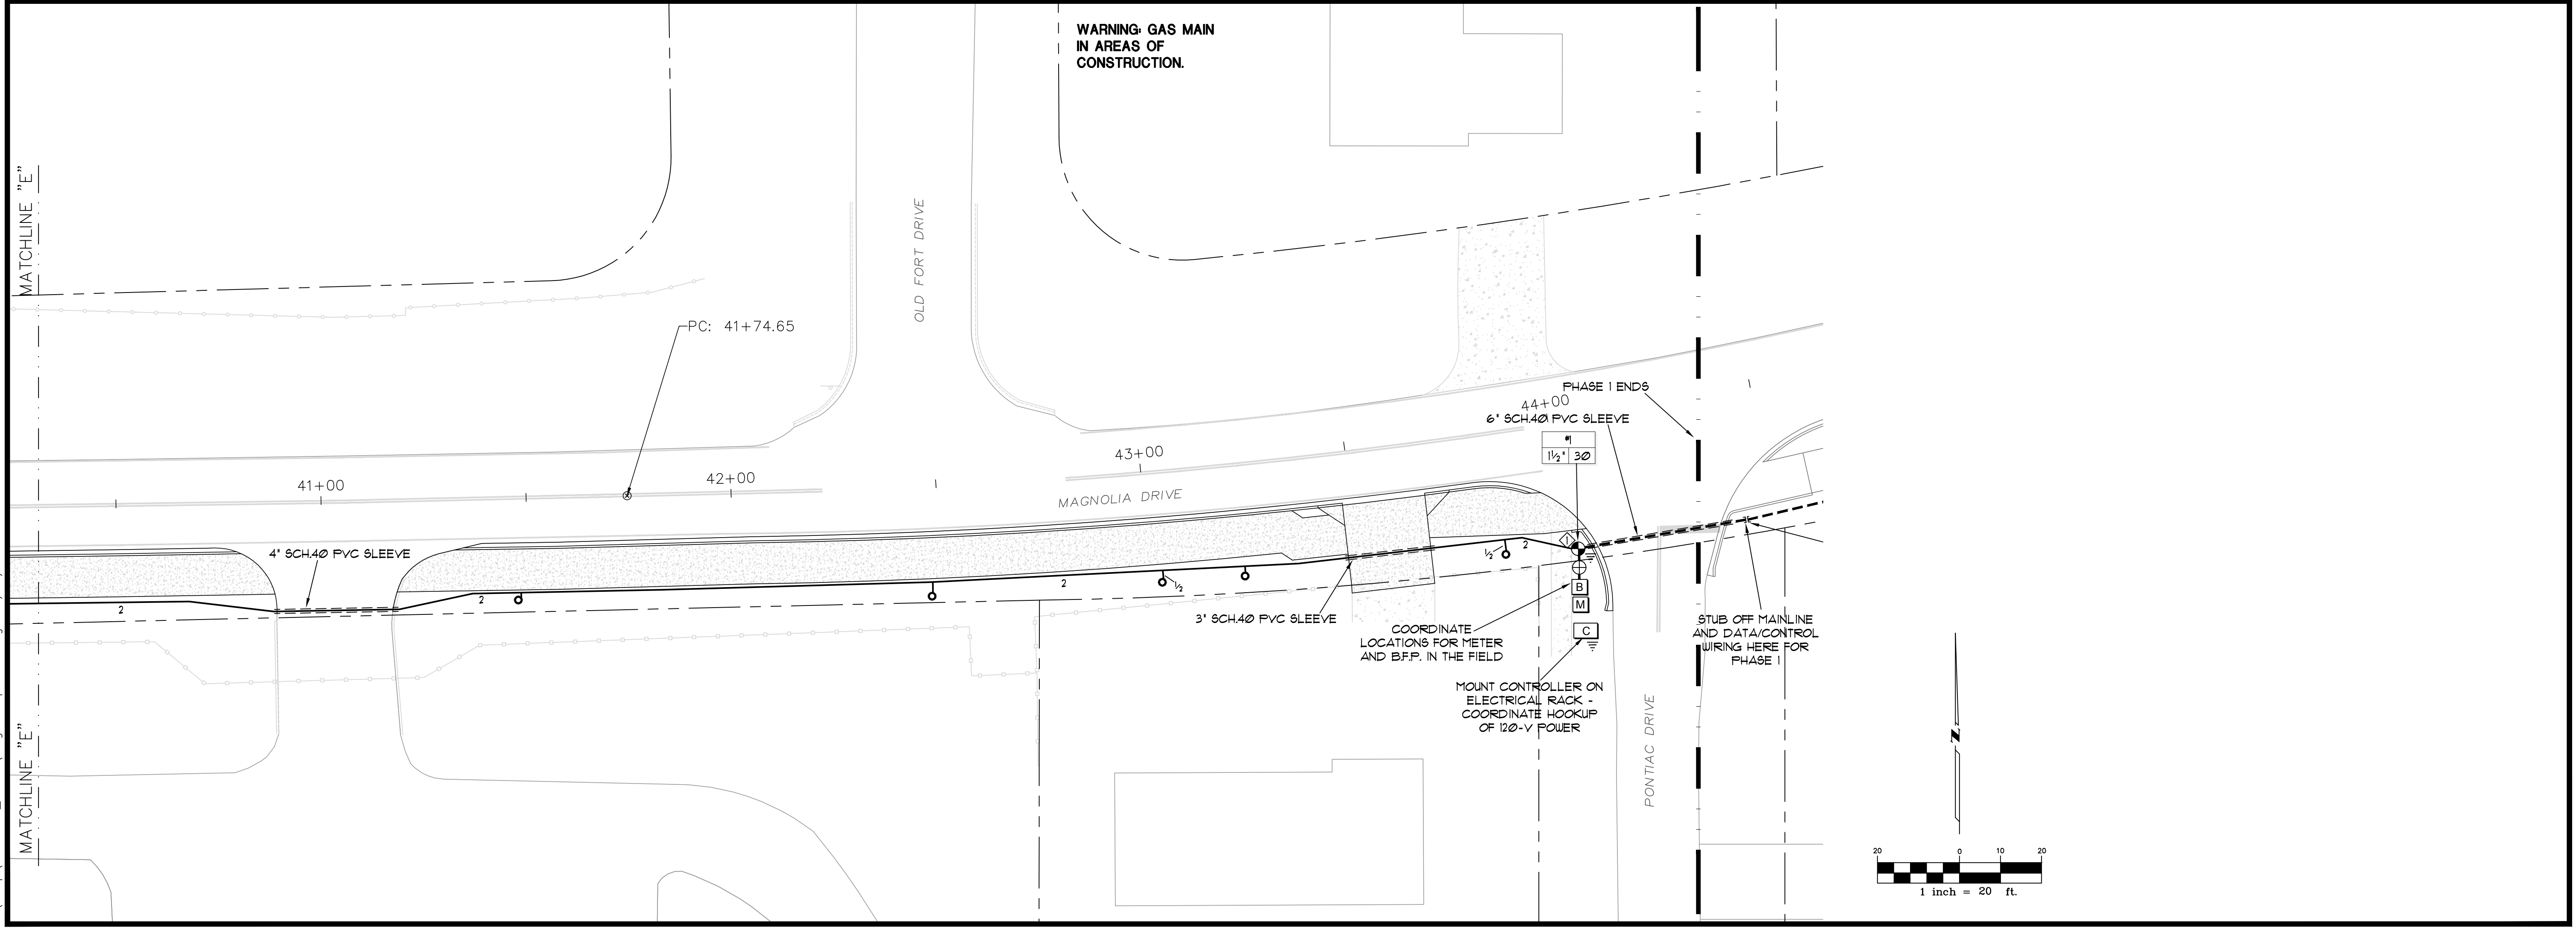 WARNING: GAS MAIN
IN AREAS OF
CONSTRUCTION.
MATCHLINE "E"
OLD FORT DRIVE
PC: 41+74.65
PHASE 1 ENDS
44+00
6" SCH.40 PVC SLEEVE
#1
1½" 30
43+00
42+00
41+00
MAGNOLIA DRIVE
4" SCH.40 PVC SLEEVE
2
2
2
½
½
2
1
B
M
C
3" SCH.40 PVC SLEEVE
COORDINATE
LOCATIONS FOR METER
AND B.F.P. IN THE FIELD
STUB OFF MAINLINE
AND DATA/CONTROL
WIRING HERE FOR
PHASE 1
MOUNT CONTROLLER ON
ELECTRICAL RACK -
COORDINATE HOOKUP
OF 120-V POWER
PONTIAC DRIVE
MATCHLINE "E"
N
20 0 10 20
1 inch = 20 ft.